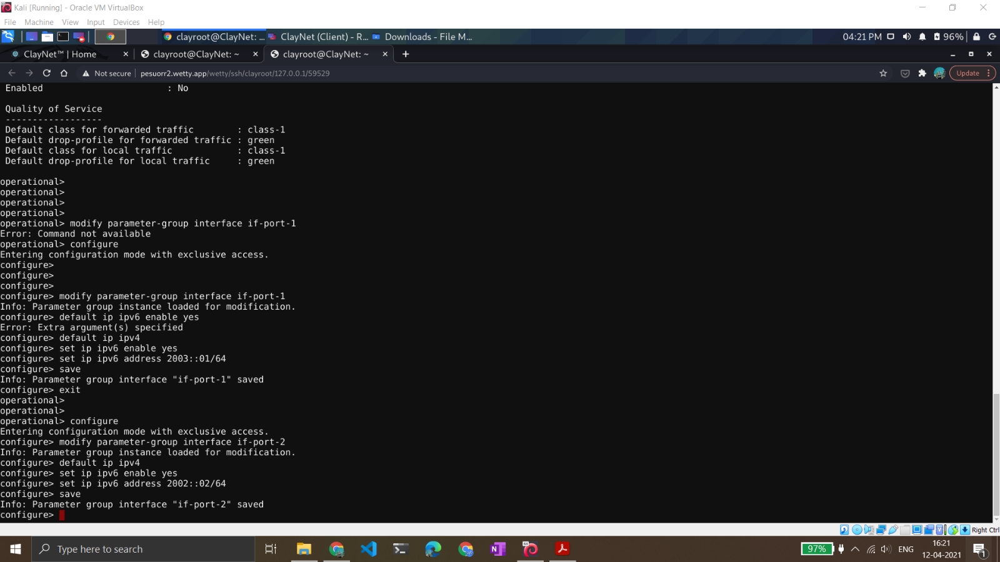 Kali [Running] - Oracle VM VirtualBox
File Machine View Input Devices Help
clayroot@ClayNet: ... ClayNet (Client) - R... Downloads - File M... 04:21 PM 96%
ClayNet™ | Home clayroot@ClayNet: ~ clayroot@ClayNet: ~
Not secure pesuorr2.wetty.app/wetty/ssh/clayroot/127.0.0.1/59529 Update
Enabled : No
Quality of Service
------------------
Default class for forwarded traffic : class-1
Default drop-profile for forwarded traffic : green
Default class for local traffic : class-1
Default drop-profile for local traffic : green
operational>
operational>
operational>
operational>
operational> modify parameter-group interface if-port-1
Error: Command not available
operational> configure
Entering configuration mode with exclusive access.
configure>
configure>
configure>
configure> modify parameter-group interface if-port-1
Info: Parameter group instance loaded for modification.
configure> default ip ipv6 enable yes
Error: Extra argument(s) specified
configure> default ip ipv4
configure> set ip ipv6 enable yes
configure> set ip ipv6 address 2003::01/64
configure> save
Info: Parameter group interface "if-port-1" saved
configure> exit
operational>
operational>
operational> configure
Entering configuration mode with exclusive access.
configure> modify parameter-group interface if-port-2
Info: Parameter group instance loaded for modification.
configure> default ip ipv4
configure> set ip ipv6 enable yes
configure> set ip ipv6 address 2002::02/64
configure> save
Info: Parameter group interface "if-port-2" saved
configure>
Right Ctrl
Type here to search 97% ENG 16:21
12-04-2021 1